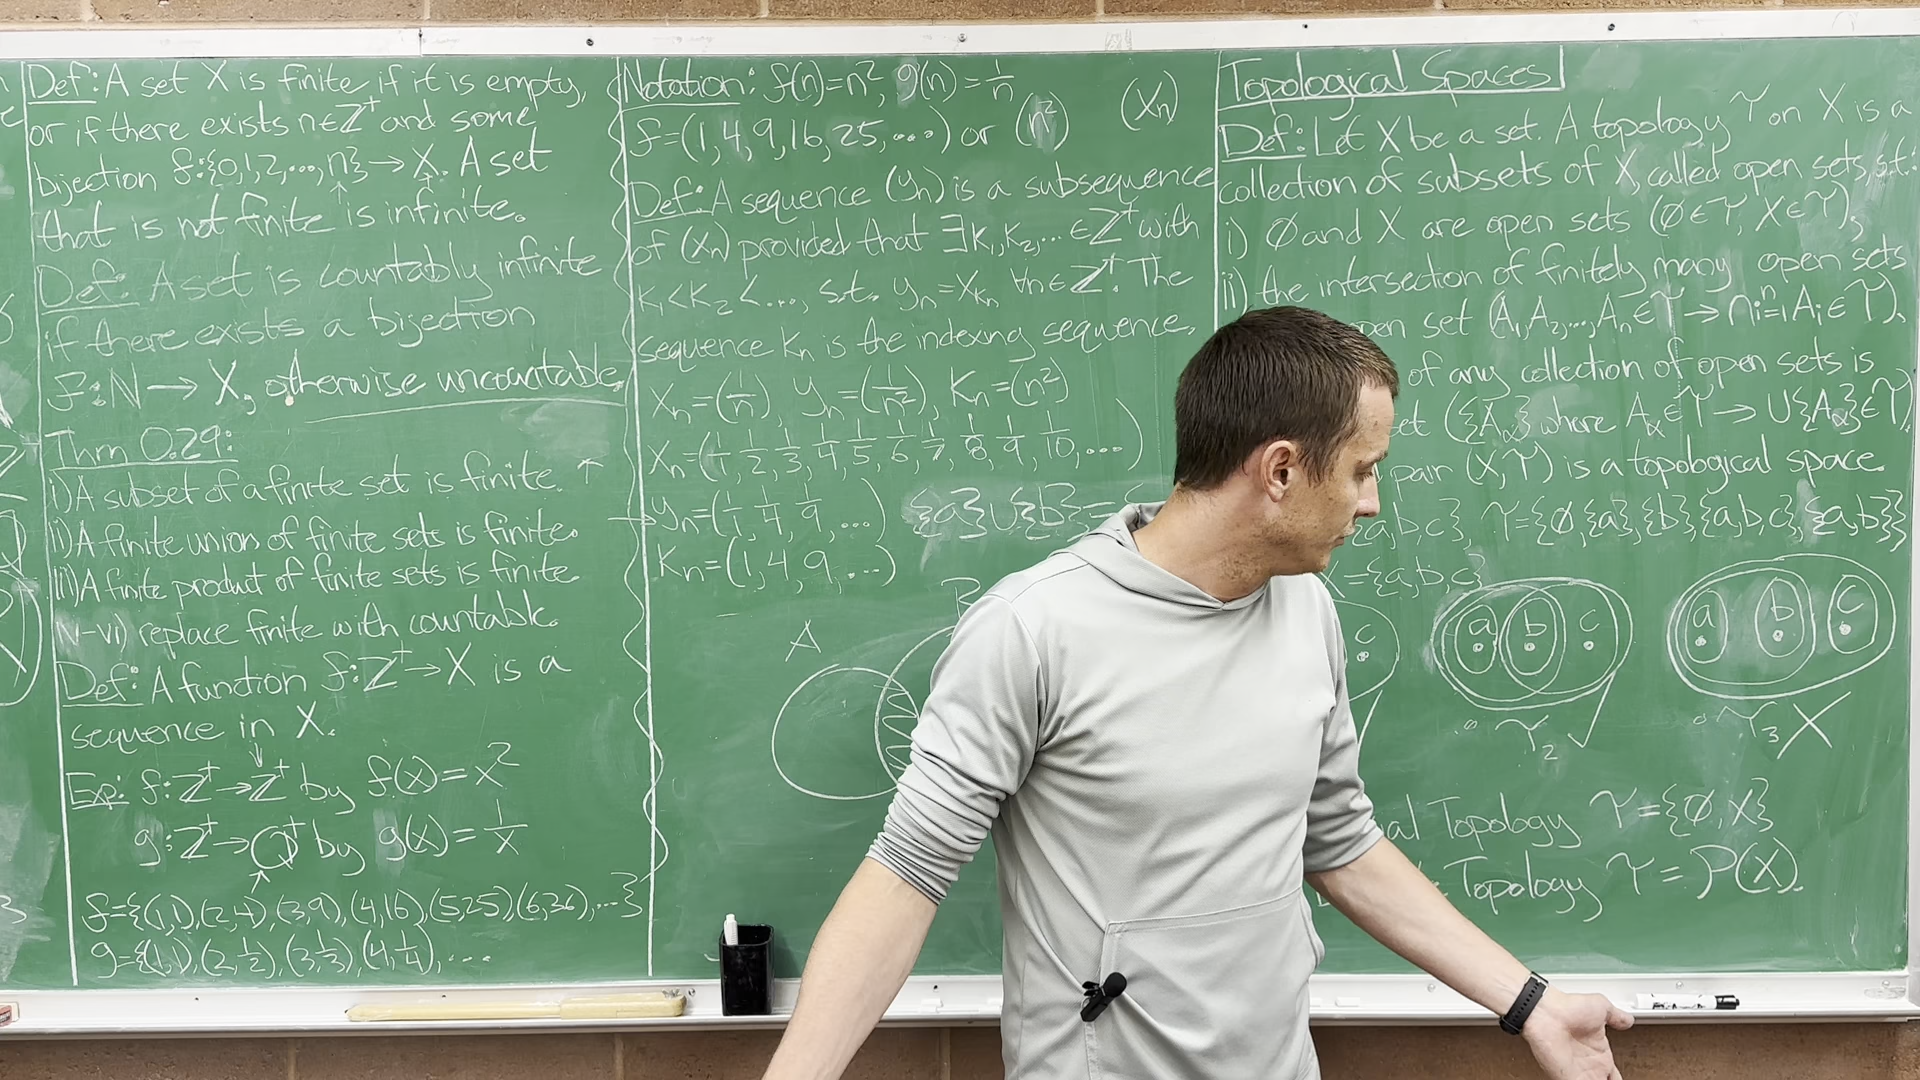 Def: A set X is finite if it is empty,
or if there exists n∈Z⁺ and some
bijection f:{0,1,2,...,n}→X. A set
that is not finite is infinite.
Def: A set is countably infinite
if there exists a bijection
f:N→X, otherwise uncountable.
Thm 0.29:
i) A subset of a finite set is finite.
ii) A finite union of finite sets is finite.
iii) A finite product of finite sets is finite.
iv-vi) replace finite with countable.
Def: A function f:Z⁺→X is a
sequence in X.
Exp: f:Z⁺→Z⁺ by f(x)=x²
g:Z⁺→Q⁺ by g(x)=1/x
f={(1,1),(2,4),(3,9),(4,16),(5,25),(6,36),...}
g={(1,1),(2,1/2),(3,1/3),(4,1/4),...
Notation: f(n)=n², g(n)=1/n
f=(1,4,9,16,25,...) or (n²) (Xn)
Def: A sequence (yn) is a subsequence
of (xn) provided that ∃K₁,K₂,...∈Z⁺ with
K₁<K₂<..., s.t. yn=x_Kn ∀n∈Z⁺. The
sequence Kn is the indexing sequence.
Xn=(1/n), yn=(1/n²), Kn=(n²)
Xn=(1/1,1/2,1/3,1/4,1/5,1/6,1/7,1/8,1/9,1/10,...)
→yn=(1/1,1/4,1/9,...) {a}∪{b}={
Kn=(1,4,9,...)
A
Topological Spaces
Def: Let X be a set. A topology Υ on X is a
collection of subsets of X, called open sets, s.t.
i) ∅ and X are open sets (∅∈Υ, X∈Υ),
ii) the intersection of finitely many open sets
set (A₁,A₂,...,An∈Υ→∩ⁿi=1 Ai∈Υ),
of any collection of open sets is
({Aα} where Aα∈Υ→∪{Aα}∈Υ).
pair (X,Υ) is a topological space.
{a,b,c} Υ={∅,{a},{b},{a,b,c},{a,b}}
={a,b,c}
c a b c a b c
Υ₂ ✓ Υ₃ X
Topology Υ={∅,X}
Topology Υ=P(X).